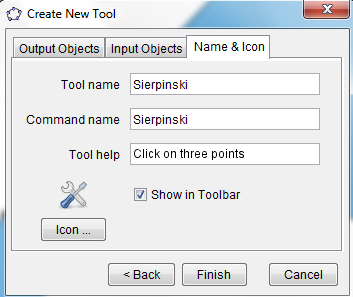 Create New Tool
Output Objects Input Objects Name & Icon
Tool name Sierpinski
Command name Sierpinski
Tool help Click on three points
Show in Toolbar
Icon ...
< Back Finish Cancel